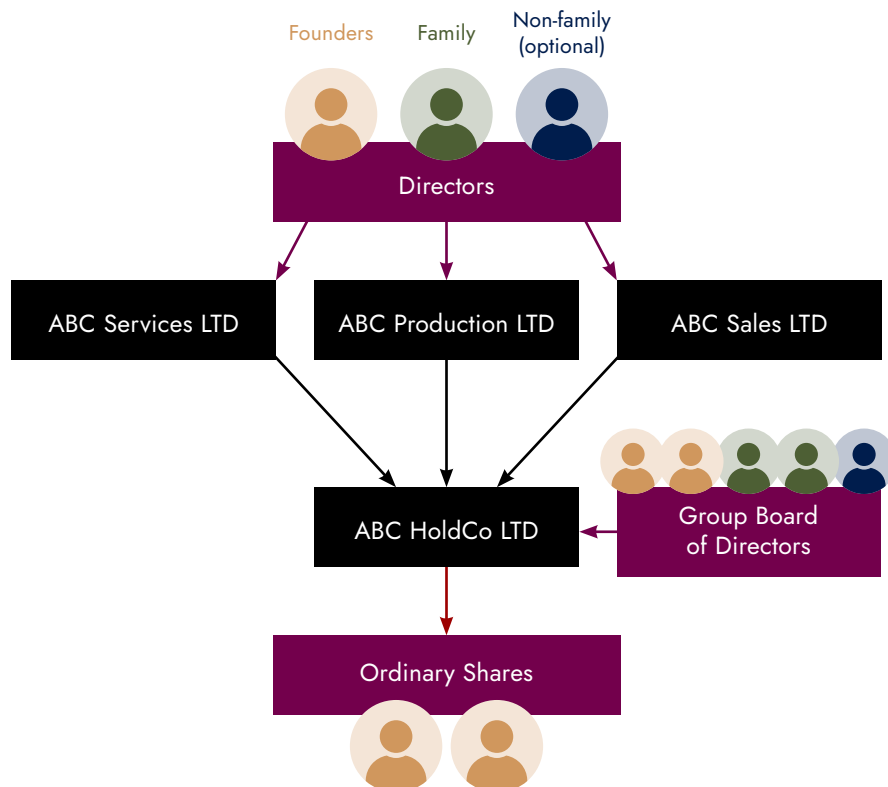 Founders
Family
Non-family
(optional)
Directors
ABC Services LTD
ABC Production LTD
ABC Sales LTD
ABC HoldCo LTD
Group Board
of Directors
Ordinary Shares